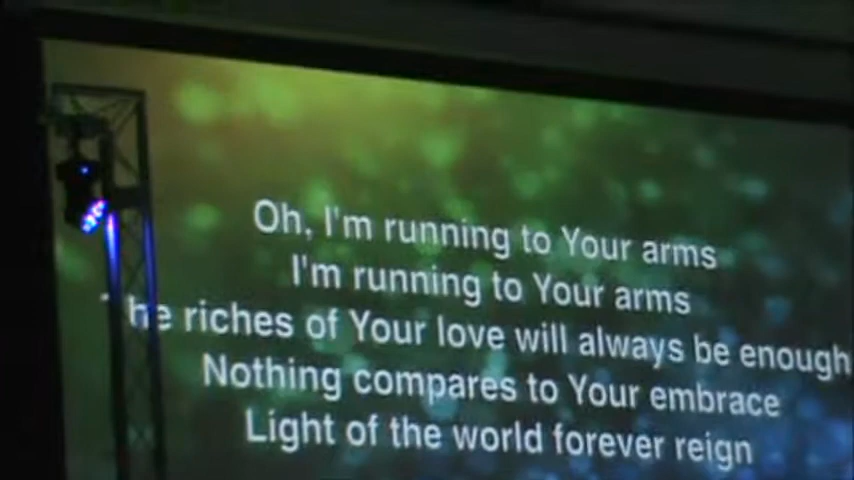 Oh, I'm running to Your arms
I'm running to Your arms
The riches of Your love will always be enough
Nothing compares to Your embrace
Light of the world forever reign